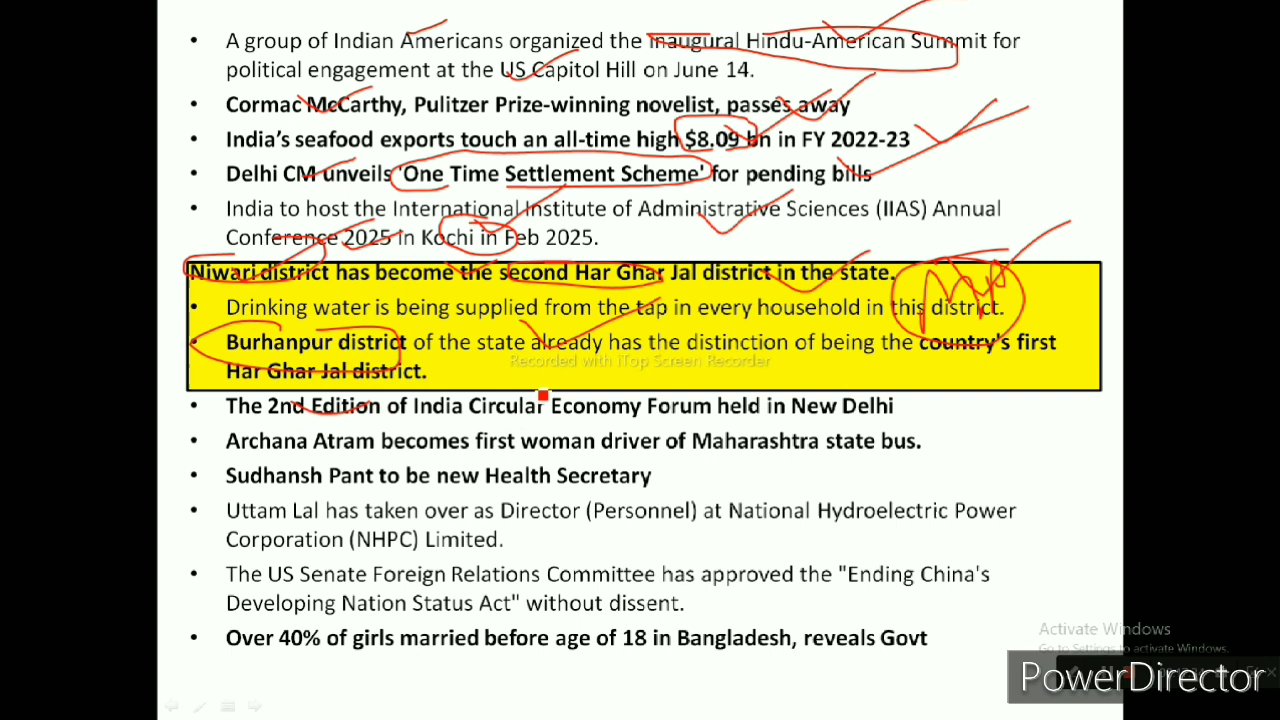 • A group of Indian Americans organized the inaugural Hindu-American Summit for
political engagement at the US Capitol Hill on June 14.
• Cormac McCarthy, Pulitzer Prize-winning novelist, passes away
• India's seafood exports touch an all-time high $8.09 bn in FY 2022-23
• Delhi CM unveils 'One Time Settlement Scheme' for pending bills
• India to host the International Institute of Administrative Sciences (IIAS) Annual
Conference 2025 in Kochi in Feb 2025.
Niwari district has become the second Har Ghar Jal district in the state.
• Drinking water is being supplied from the tap in every household in this district.
• Burhanpur district of the state already has the distinction of being the country's first
Recorded with iTop Screen Recorder
Har Ghar Jal district.
• The 2nd Edition of India Circular Economy Forum held in New Delhi
• Archana Atram becomes first woman driver of Maharashtra state bus.
• Sudhansh Pant to be new Health Secretary
• Uttam Lal has taken over as Director (Personnel) at National Hydroelectric Power
Corporation (NHPC) Limited.
• The US Senate Foreign Relations Committee has approved the "Ending China's
Developing Nation Status Act" without dissent.
• Over 40% of girls married before age of 18 in Bangladesh, reveals Govt
Activate Windows
Go to Settings to activate Windows.
PowerDirector